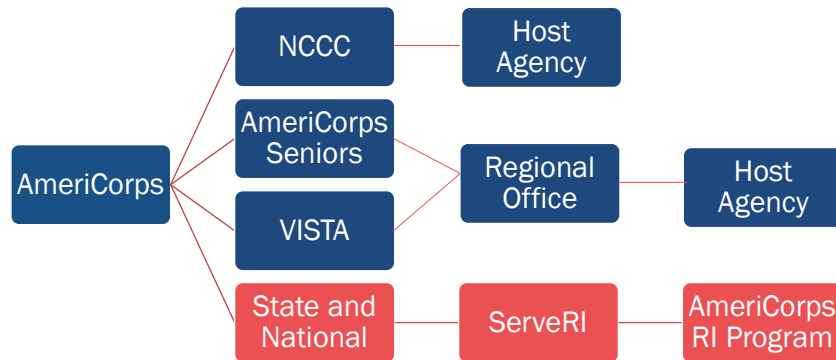 NCCC
Host
Agency
AmeriCorps
AmeriCorps
Seniors
VISTA
Regional
Office
Host
Agency
State and
National
ServeRI
AmeriCorps
RI Program